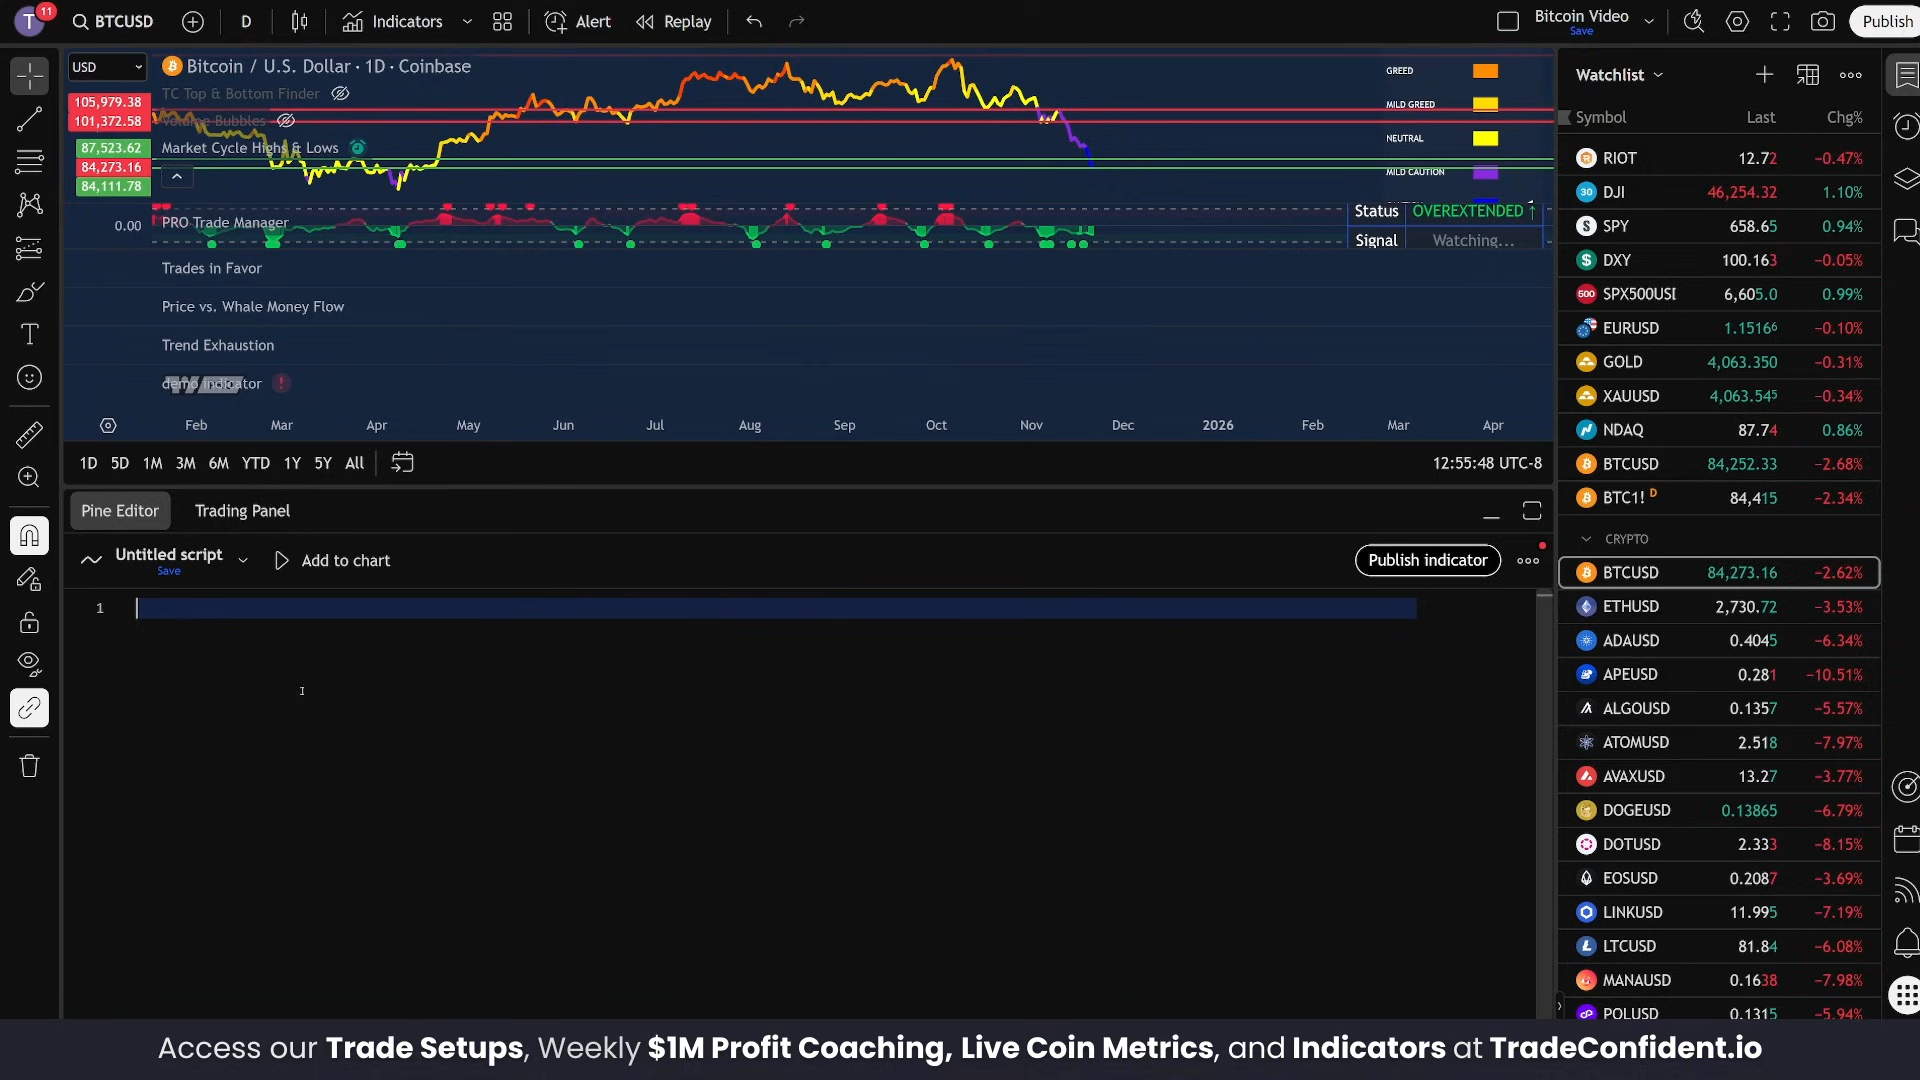 T 11 BTCUSD D Indicators Alert Replay Bitcoin Video Save Publish
USD Bitcoin / U.S. Dollar · 1D · Coinbase
TC Top & Bottom Finder
Volume Bubbles
Market Cycle Highs & Lows
105,979.38
101,372.58
87,523.62
84,273.16
84,111.78
GREED
MILD GREED
NEUTRAL
MILD CAUTION
0.00 PRO Trade Manager
Status OVEREXTENDED ↑
Signal Watching...
Trades in Favor
Price vs. Whale Money Flow
Trend Exhaustion
demo indicator
Feb Mar Apr May Jun Jul Aug Sep Oct Nov Dec 2026 Feb Mar Apr
1D 5D 1M 3M 6M YTD 1Y 5Y All 12:55:48 UTC-8
Pine Editor Trading Panel
Untitled script Save Add to chart Publish indicator
1
Watchlist
Symbol Last Chg%
RIOT 12.72 −0.47%
30 DJI 46,254.32 1.10%
S SPY 658.65 0.94%
$ DXY 100.163 −0.05%
500 SPX500USD 6,605.0 0.99%
EURUSD 1.15166 −0.10%
GOLD 4,063.350 −0.31%
XAUUSD 4,063.545 −0.34%
NDAQ 87.74 0.86%
BTCUSD 84,252.33 −2.68%
BTC1! D 84,415 −2.34%
CRYPTO
BTCUSD 84,273.16 −2.62%
ETHUSD 2,730.72 −3.53%
ADAUSD 0.4045 −6.34%
APEUSD 0.281 −10.51%
ALGOUSD 0.1357 −5.57%
ATOMUSD 2.518 −7.97%
AVAXUSD 13.27 −3.77%
DOGEUSD 0.13865 −6.79%
DOTUSD 2.333 −8.15%
EOSUSD 0.2087 −3.69%
LINKUSD 11.995 −7.19%
LTCUSD 81.84 −6.08%
MANAUSD 0.1638 −7.98%
POLUSD 0.1315 −5.94%
Access our Trade Setups, Weekly $1M Profit Coaching, Live Coin Metrics, and Indicators at TradeConfident.io